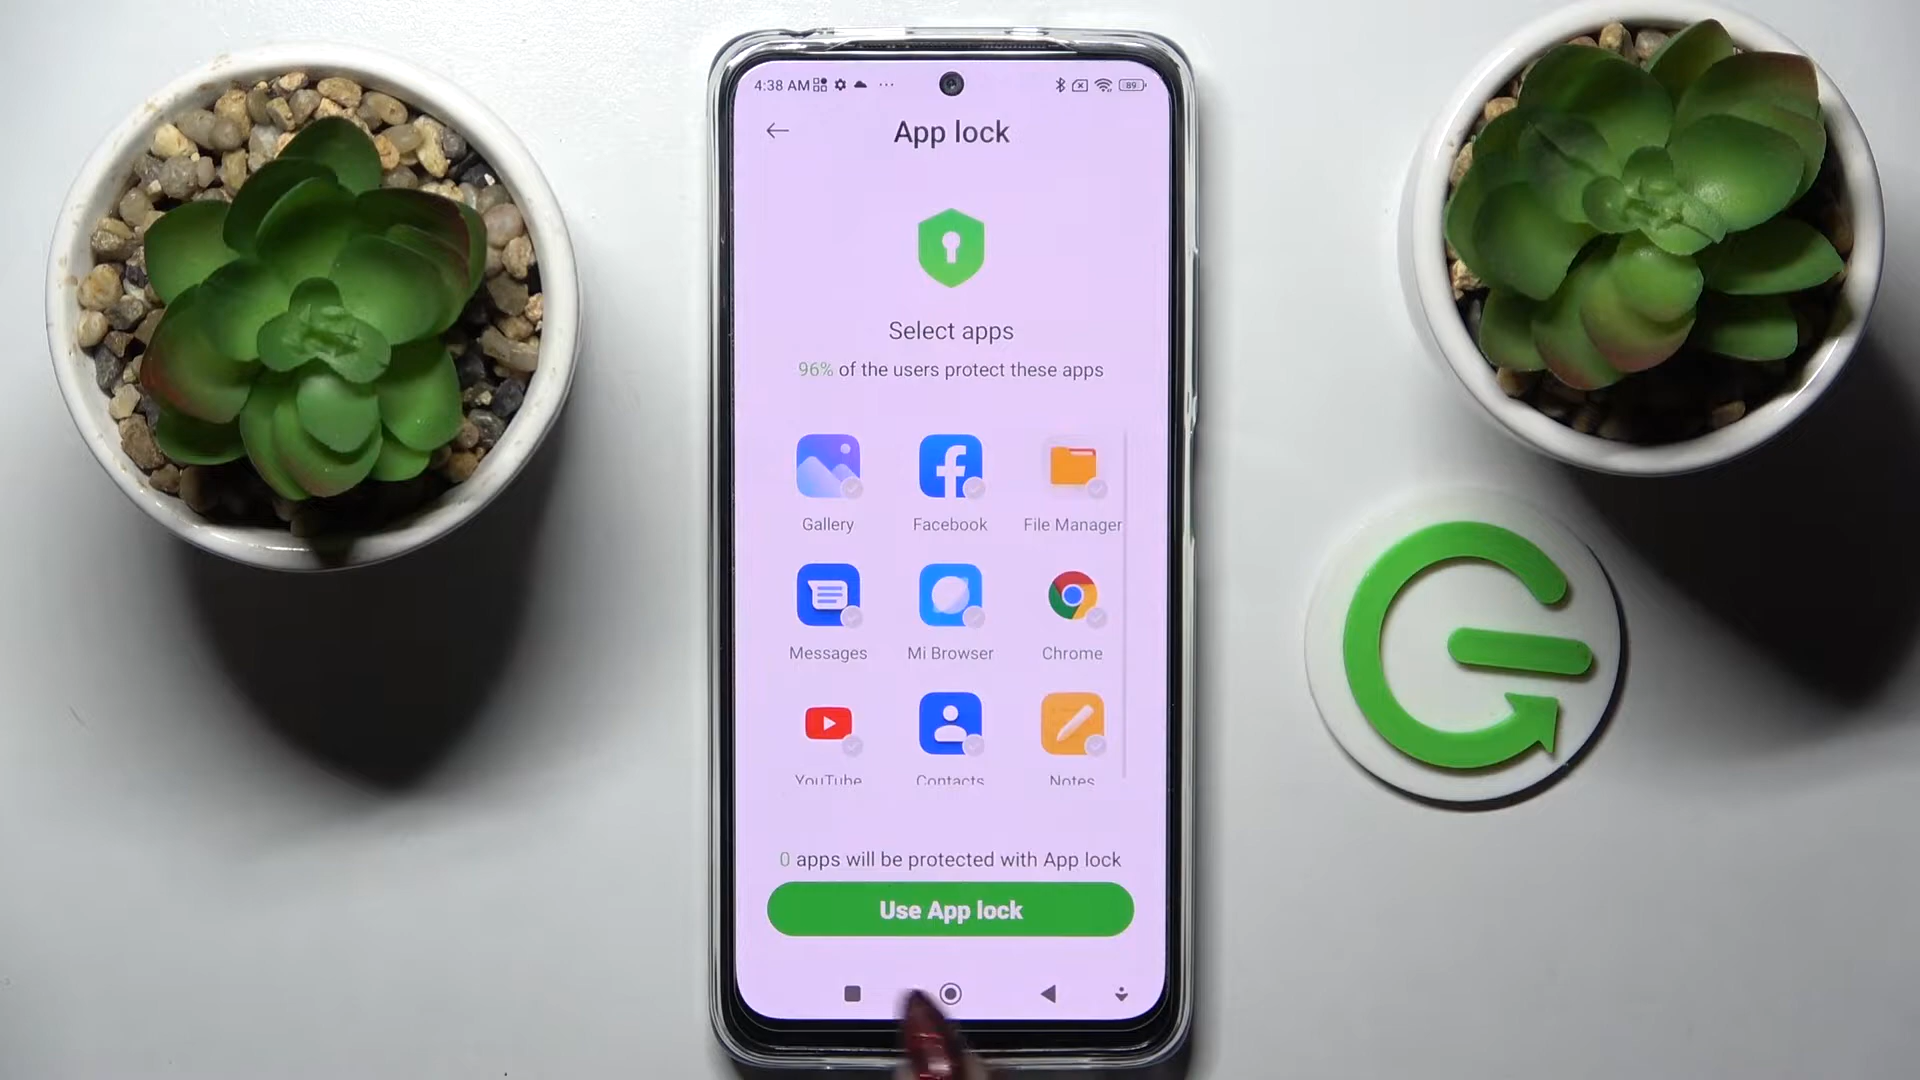 4:38 AM
89
App lock
Select apps
96% of the users protect these apps
Gallery Facebook File Manager
Messages Mi Browser Chrome
YouTube Contacts Notes
0 apps will be protected with App lock
Use App lock